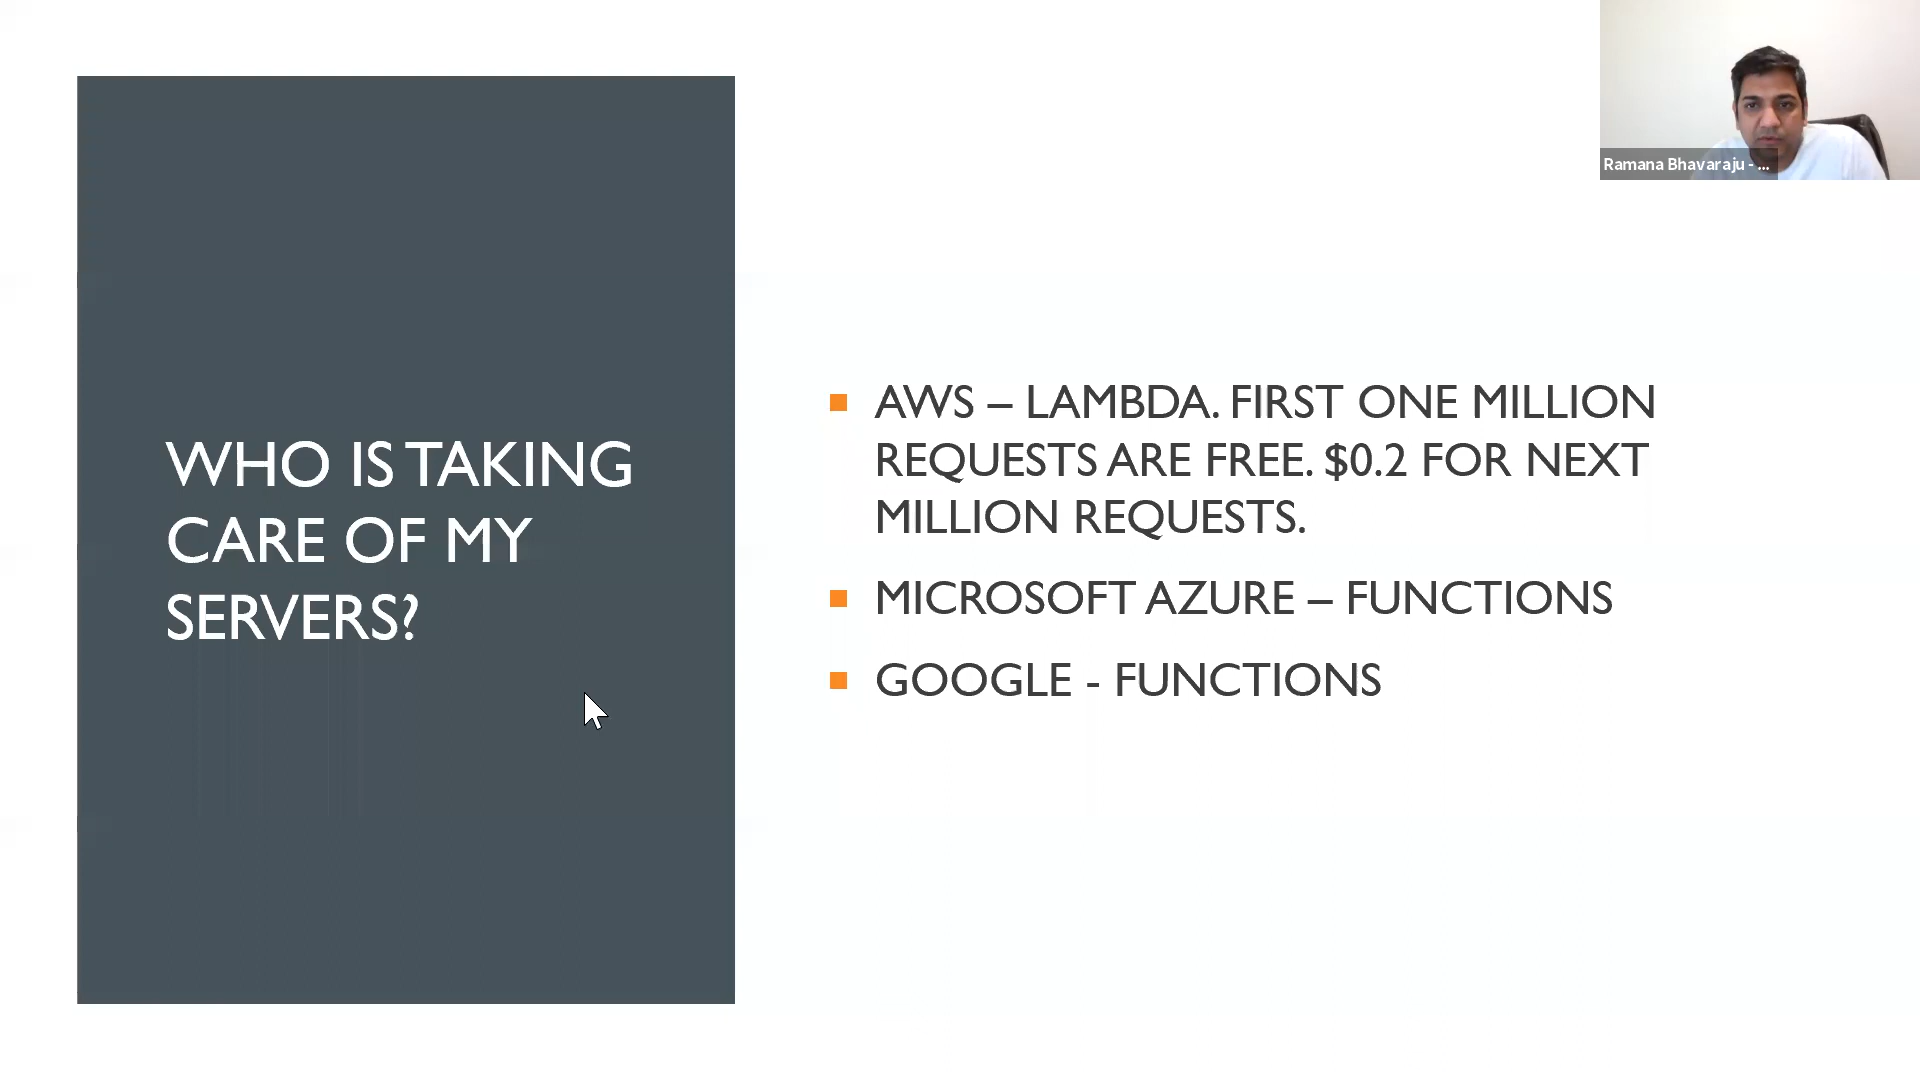 WHO IS TAKING
CARE OF MY
SERVERS?
AWS – LAMBDA. FIRST ONE MILLION
REQUESTS ARE FREE. $0.2 FOR NEXT
MILLION REQUESTS.
MICROSOFT AZURE – FUNCTIONS
GOOGLE - FUNCTIONS
Ramana Bhavaraju - ...